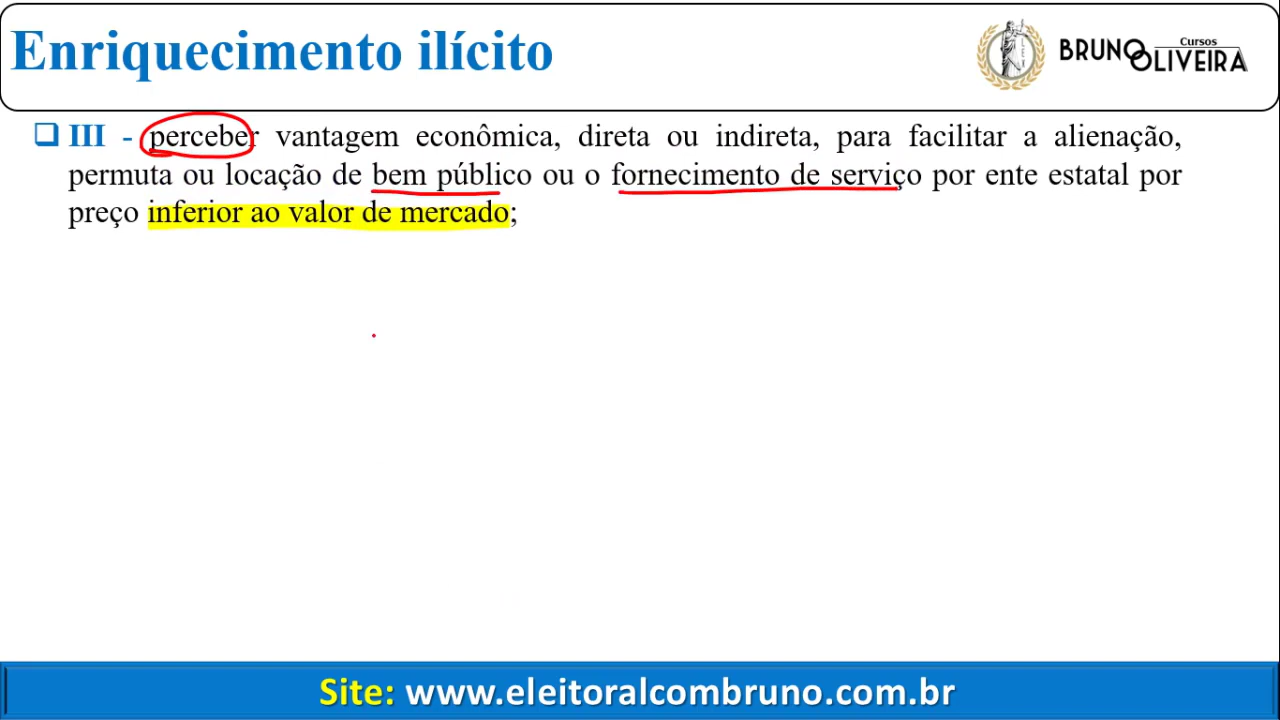 Enriquecimento ilícito
Cursos
BRUNO OLIVEIRA
III - perceber vantagem econômica, direta ou indireta, para facilitar a alienação,
permuta ou locação de bem público ou o fornecimento de serviço por ente estatal por
preço inferior ao valor de mercado;
Site: www.eleitoralcombruno.com.br